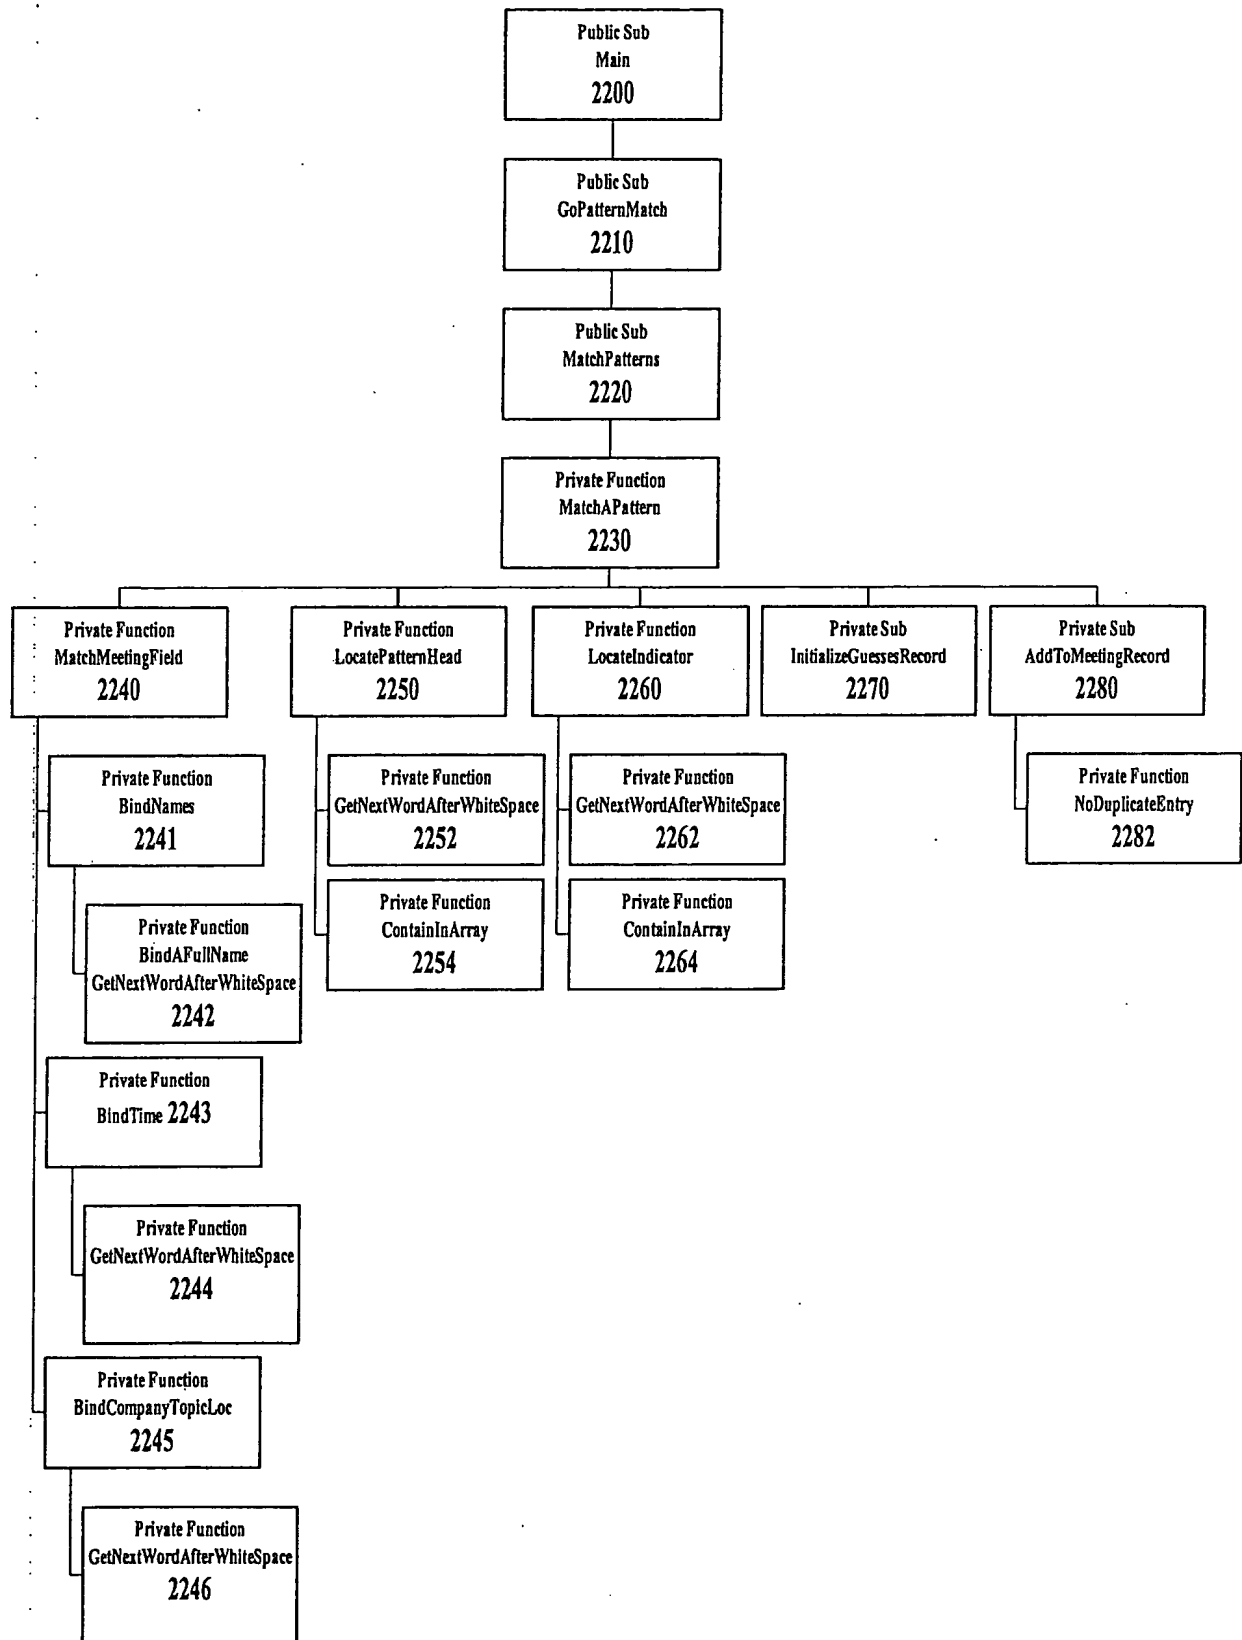 Public Sub
Main
2200
Public Sub
GoPatternMatch
2210
Public Sub
MatchPatterns
2220
Private Function
MatchAPattern
2230
Private Function
MatchMeetingField
2240
Private Function
LocatePatternHead
2250
Private Function
LocateIndicator
2260
Private Sub
InitializeGuessesRecord
2270
Private Sub
AddToMeetingRecord
2280
Private Function
BindNames
2241
Private Function
GetNextWordAfterWhiteSpace
2252
Private Function
GetNextWordAfterWhiteSpace
2262
Private Function
NoDuplicateEntry
2282
Private Function
ContainInArray
2254
Private Function
ContainInArray
2264
Private Function
BindAFullName
GetNextWordAfterWhiteSpace
2242
Private Function
BindTime 2243
Private Function
GetNextWordAfterWhiteSpace
2244
Private Function
BindCompanyTopicLoc
2245
Private Function
GetNextWordAfterWhiteSpace
2246